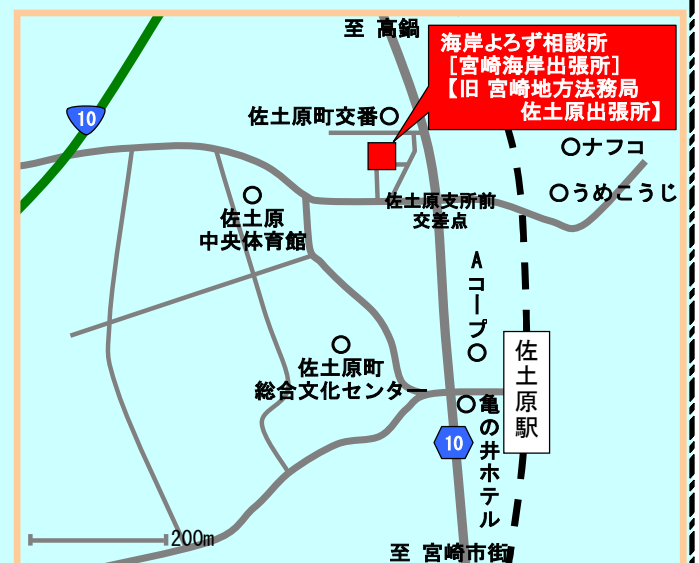 至 高鍋
海岸よろず相談所
［宮崎海岸出張所］
【旧 宮崎地方法務局
佐土原出張所】
10
佐土原町交番
ナフコ
うめこうじ
佐土原
中央体育館
佐土原支所前
交差点
Aコープ
佐土原町
総合文化センター
佐土原駅
亀の井ホテル
10
200m
至 宮崎市街